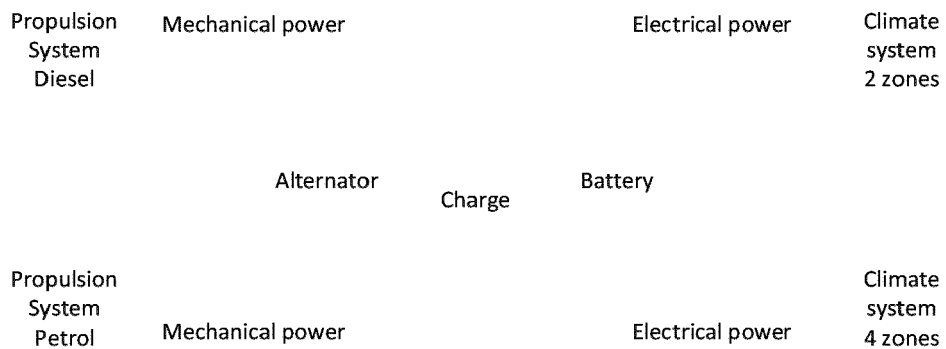 Propulsion
System
Diesel
Mechanical power
Electrical power
Climate
system
2 zones
Alternator
Charge
Battery
Propulsion
System
Petrol
Mechanical power
Electrical power
Climate
system
4 zones